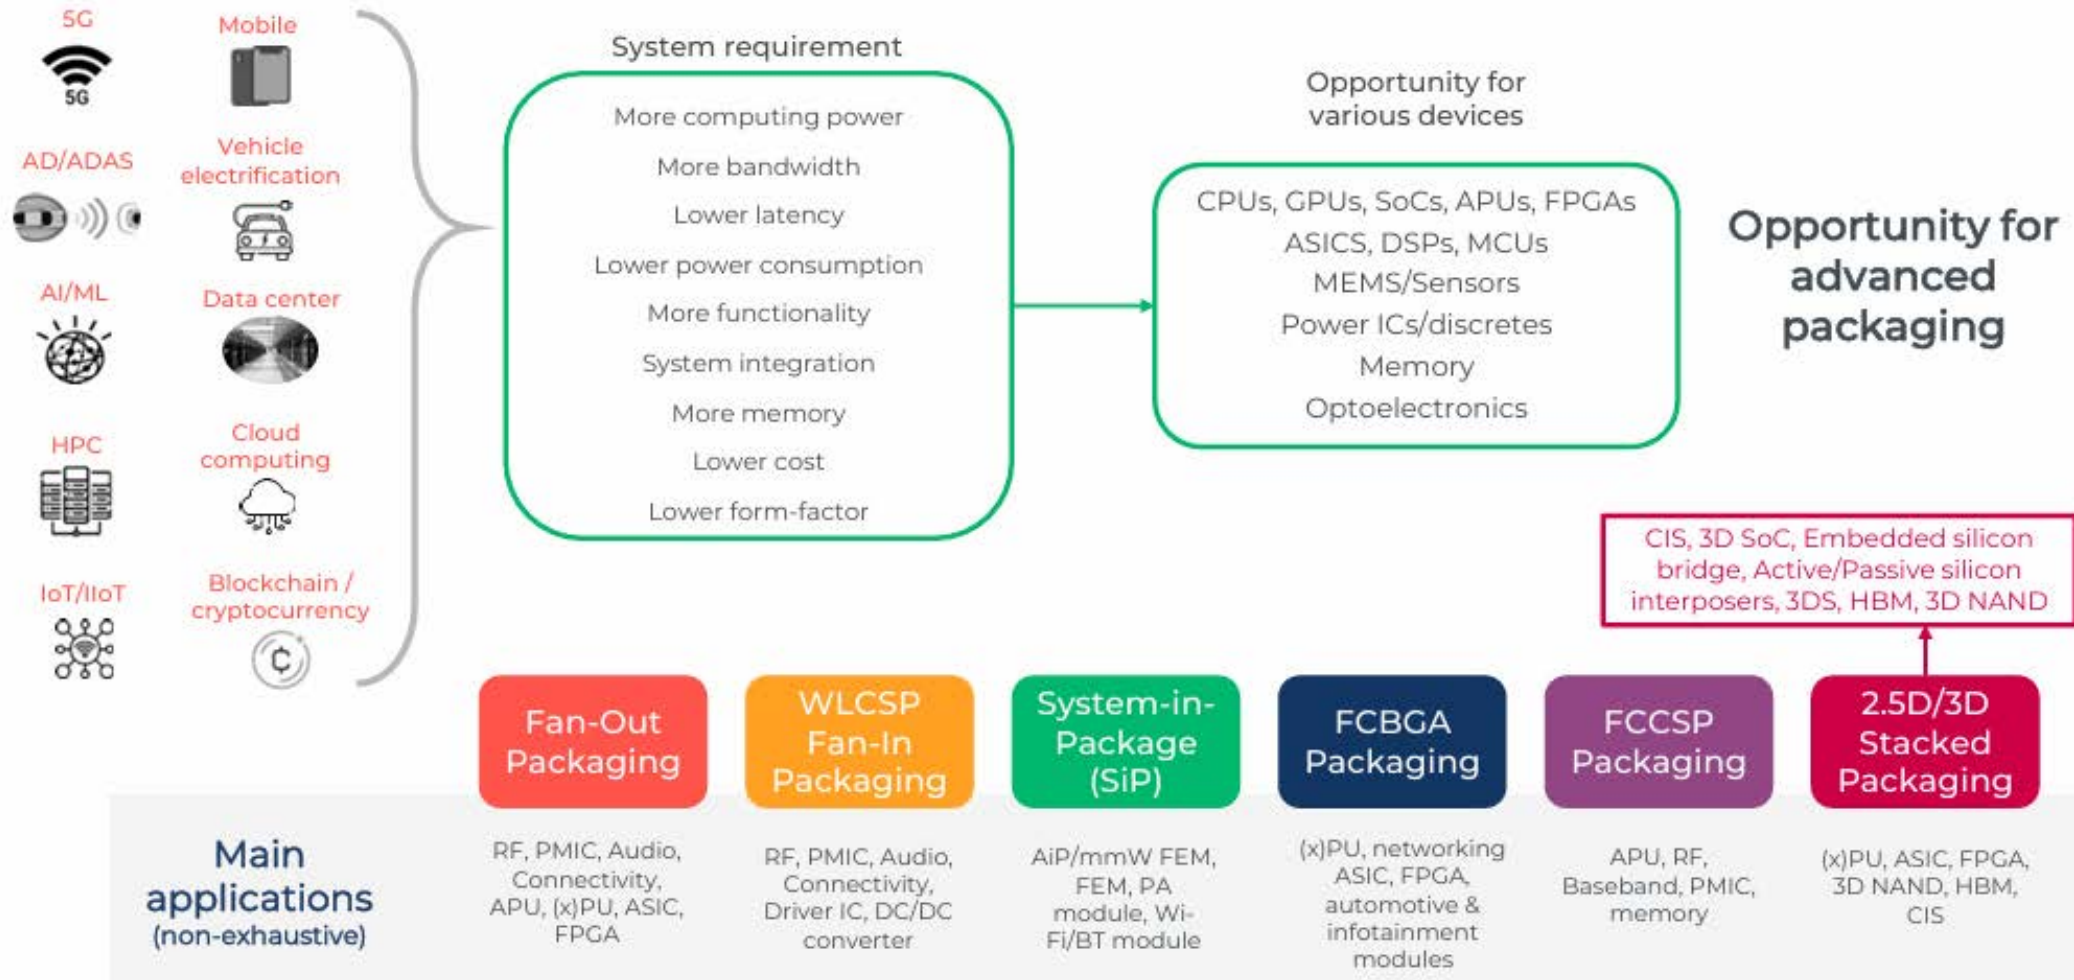 5G
5G
Mobile
AD/ADAS
Vehicle
electrification
AI/ML
Data center
HPC
Cloud
computing
IoT/IIoT
Blockchain /
cryptocurrency
System requirement
More computing power
More bandwidth
Lower latency
Lower power consumption
More functionality
System integration
More memory
Lower cost
Lower form-factor
Opportunity for
various devices
CPUs, GPUs, SoCs, APUs, FPGAs
ASICS, DSPs, MCUs
MEMS/Sensors
Power ICs/discretes
Memory
Optoelectronics
Opportunity for
advanced
packaging
CIS, 3D SoC, Embedded silicon
bridge, Active/Passive silicon
interposers, 3DS, HBM, 3D NAND
Fan-Out
Packaging
WLCSP
Fan-In
Packaging
System-in-
Package
(SiP)
FCBGA
Packaging
FCCSP
Packaging
2.5D/3D
Stacked
Packaging
Main
applications
(non-exhaustive)
RF, PMIC, Audio,
Connectivity,
APU, (x)PU, ASIC,
FPGA
RF, PMIC, Audio,
Connectivity,
Driver IC, DC/DC
converter
AiP/mmW FEM,
FEM, PA
module, Wi-
Fi/BT module
(x)PU, networking
ASIC, FPGA,
automotive &
infotainment
modules
APU, RF,
Baseband, PMIC,
memory
(x)PU, ASIC, FPGA,
3D NAND, HBM,
CIS